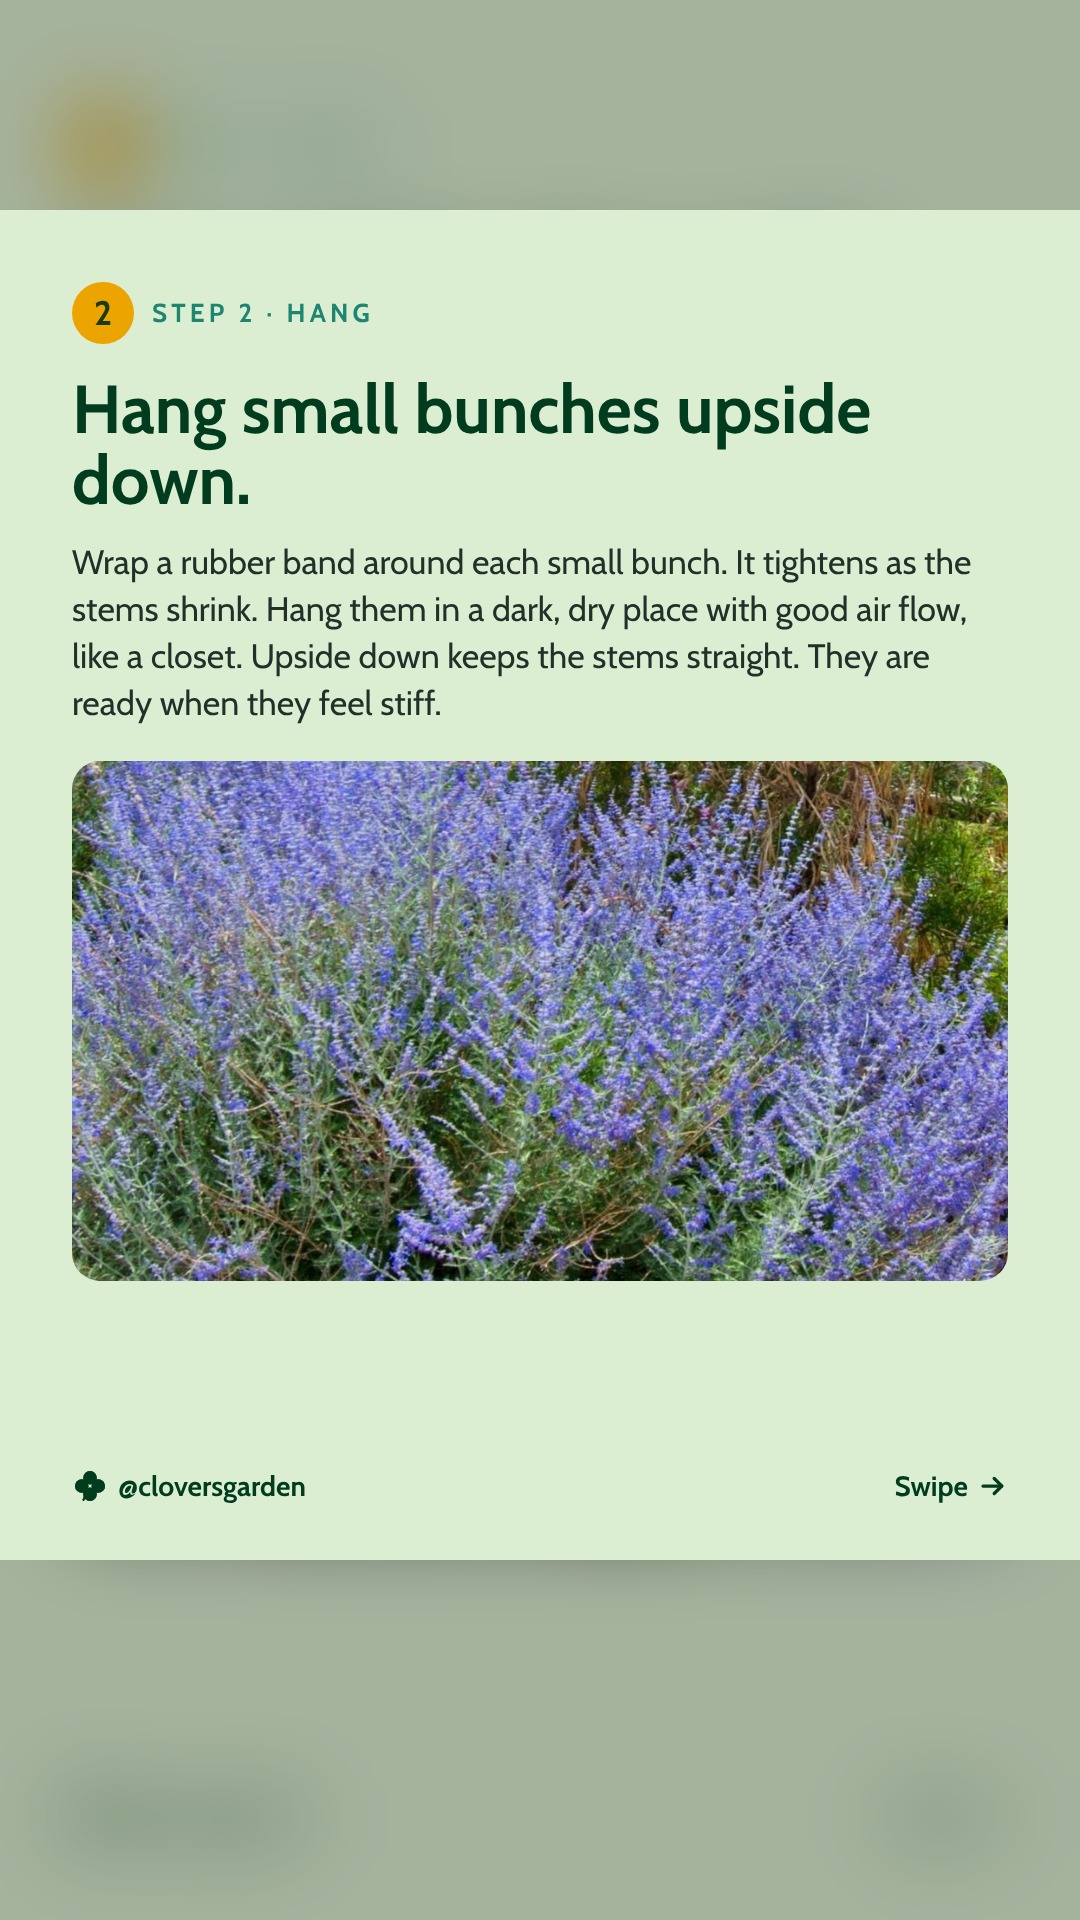 2
STEP 2 · HANG
Hang small bunches upside
down.
Wrap a rubber band around each small bunch. It tightens as the
stems shrink. Hang them in a dark, dry place with good air flow,
like a closet. Upside down keeps the stems straight. They are
ready when they feel stiff.
@cloversgarden
Swipe →